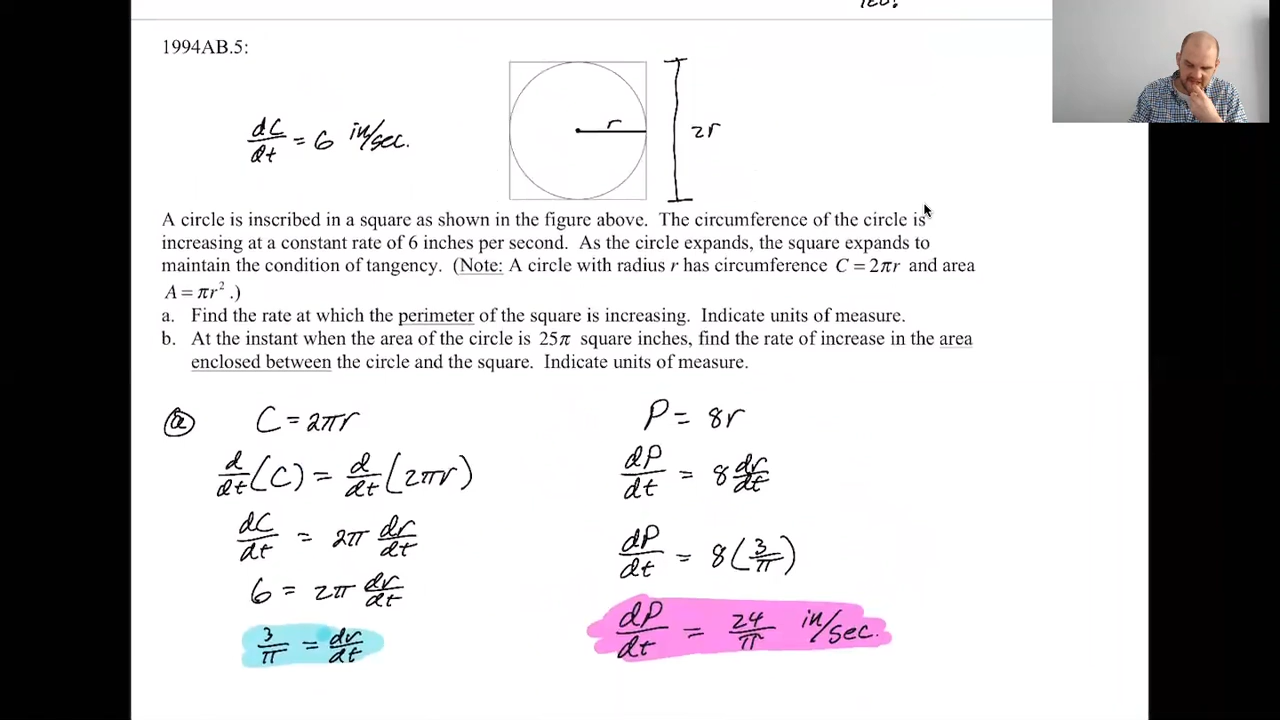 1994AB.5:
r
2r
dC/dt = 6 in/sec.
A circle is inscribed in a square as shown in the figure above. The circumference of the circle is
increasing at a constant rate of 6 inches per second. As the circle expands, the square expands to
maintain the condition of tangency. (Note: A circle with radius r has circumference C = 2πr and area
A = πr² .)
a. Find the rate at which the perimeter of the square is increasing. Indicate units of measure.
b. At the instant when the area of the circle is 25π square inches, find the rate of increase in the area
enclosed between the circle and the square. Indicate units of measure.
ⓐ C = 2πr
d/dt (C) = d/dt (2πr)
dC/dt = 2π dr/dt
6 = 2π dr/dt
3/π = dr/dt
P = 8r
dP/dt = 8 dr/dt
dP/dt = 8(3/π)
dP/dt = 24/π in/sec.